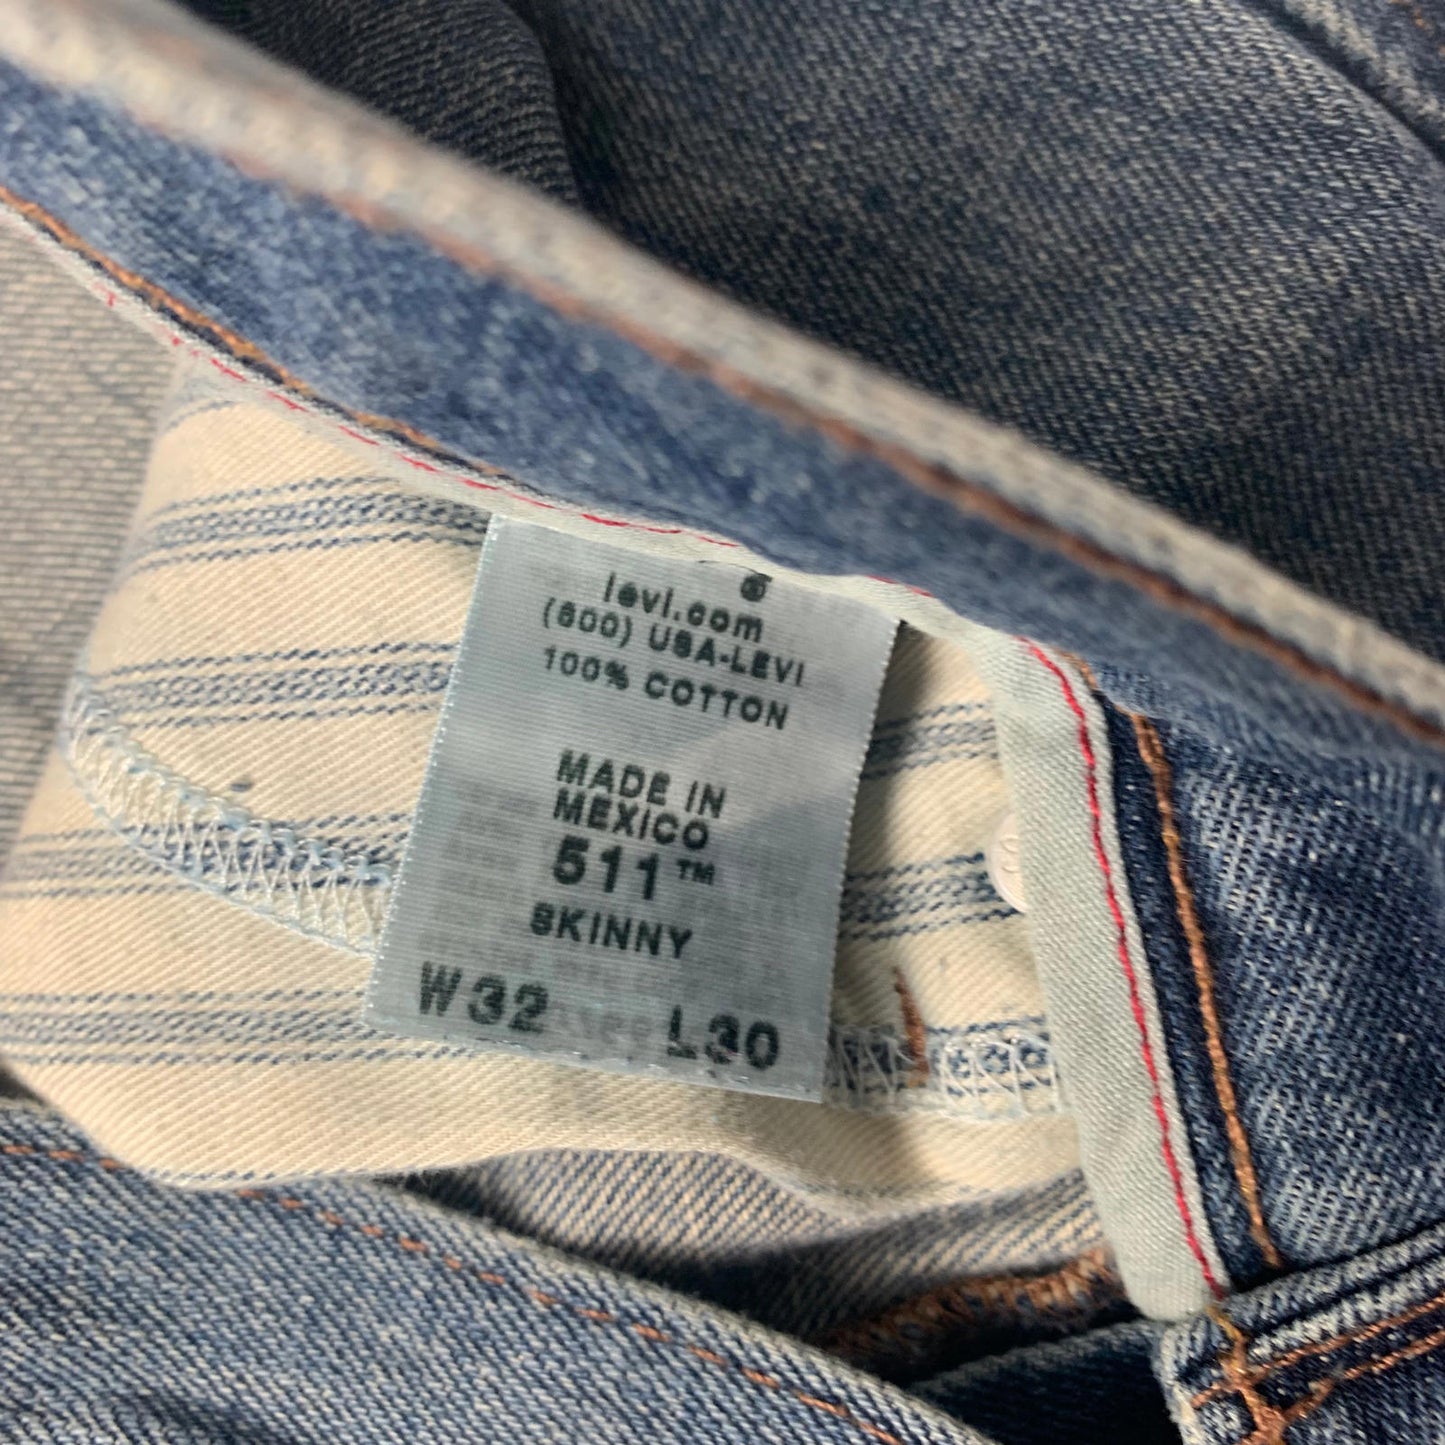 levi.com
(800) USA-LEVI
100% COTTON
MADE IN
MEXICO
511™
SKINNY
W32 L30